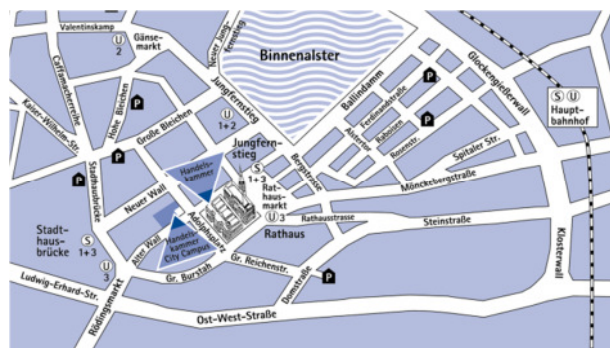 Valentinskamp
Gänse-
markt
U
2
Neuer Jung-
fernstieg
Binnenalster
Caffamacherreihe
Kaiser-Wilhelm-Str.
Hohe Bleichen
P
Große Bleichen
Jungfernstieg
U
1+2
Ballindamm
Glockengießerwall
Ferdinandstraße
P
Alstertor
Raboisen
Rosenstr.
P
S U
Haupt-
bahnhof
P
P
Stadthausbrücke
Jungfern-
stieg
S
1+3
Bergstrasse
Spitaler Str.
Mönckebergstraße
Handels-
kammer
Neuer Wall
Rat-
haus-
markt
U 3
Rathausstrasse
Steinstraße
Rathaus
Adolphsplatz
Handels-
kammer
City Campus
Alter Wall
Stadt-
haus-
brücke
S
1+3
U
3
Gr. Burstah
Gr. Reichenstr.
P
Domstraße
Klosterwall
Ludwig-Erhard-Str.
Rödingsmarkt
Ost-West-Straße
P